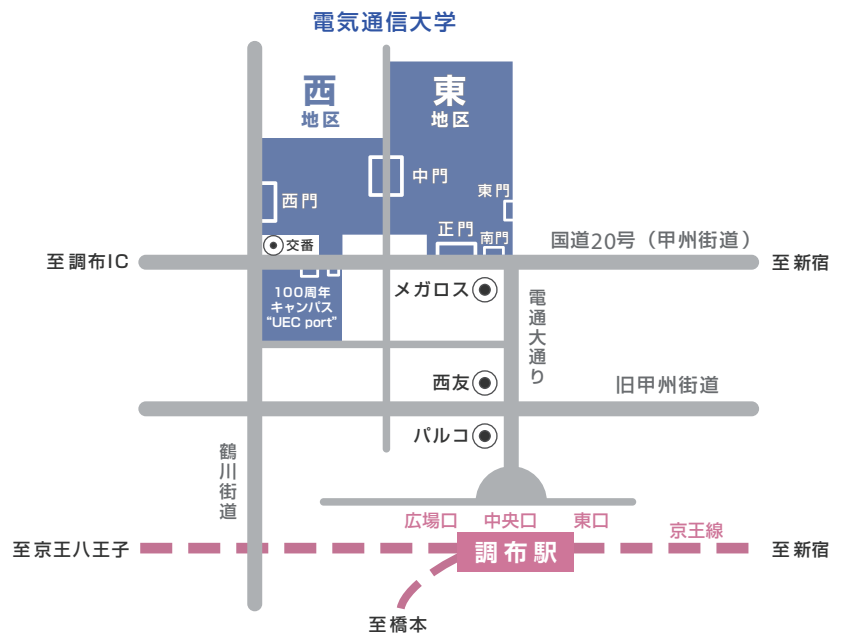 電気通信大学
西
地区
東
地区
中門
西門
東門
正門
南門
交番
国道20号（甲州街道）
至調布IC
至新宿
100周年
キャンパス
“UEC port”
メガロス
電通大通り
西友
旧甲州街道
パルコ
鶴川街道
広場口
中央口
東口
京王線
至京王八王子
調布駅
至新宿
至橋本